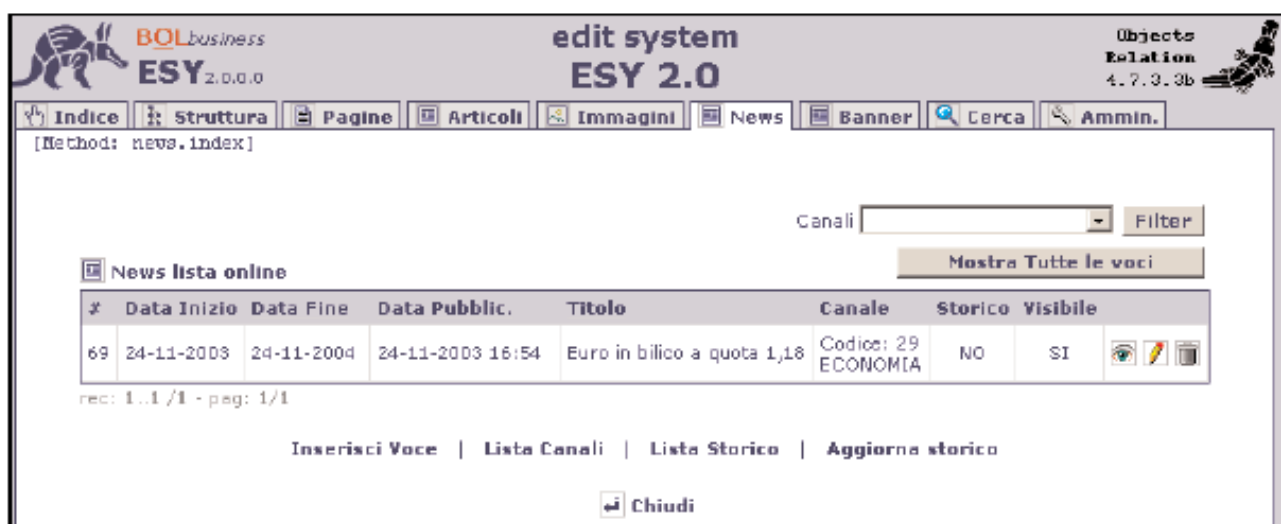 BOLbusiness
ESY 2.0.0.0
edit system
ESY 2.0
Objects
Relation
4.7.3.3b
Indice Struttura Pagine Articoli Immagini News Banner Cerca Ammin.
[Method: news.index]
Canali Filter
Mostra Tutte le voci
News lista online
# Data Inizio Data Fine Data Pubblic. Titolo Canale Storico Visibile
69 24-11-2003 24-11-2004 24-11-2003 16:54 Euro in bilico a quota 1,18 Codice: 29 ECONOMIA NO SI
rec: 1..1 /1 - pag: 1/1
Inserisci Voce | Lista Canali | Lista Storico | Aggiorna storico
Chiudi